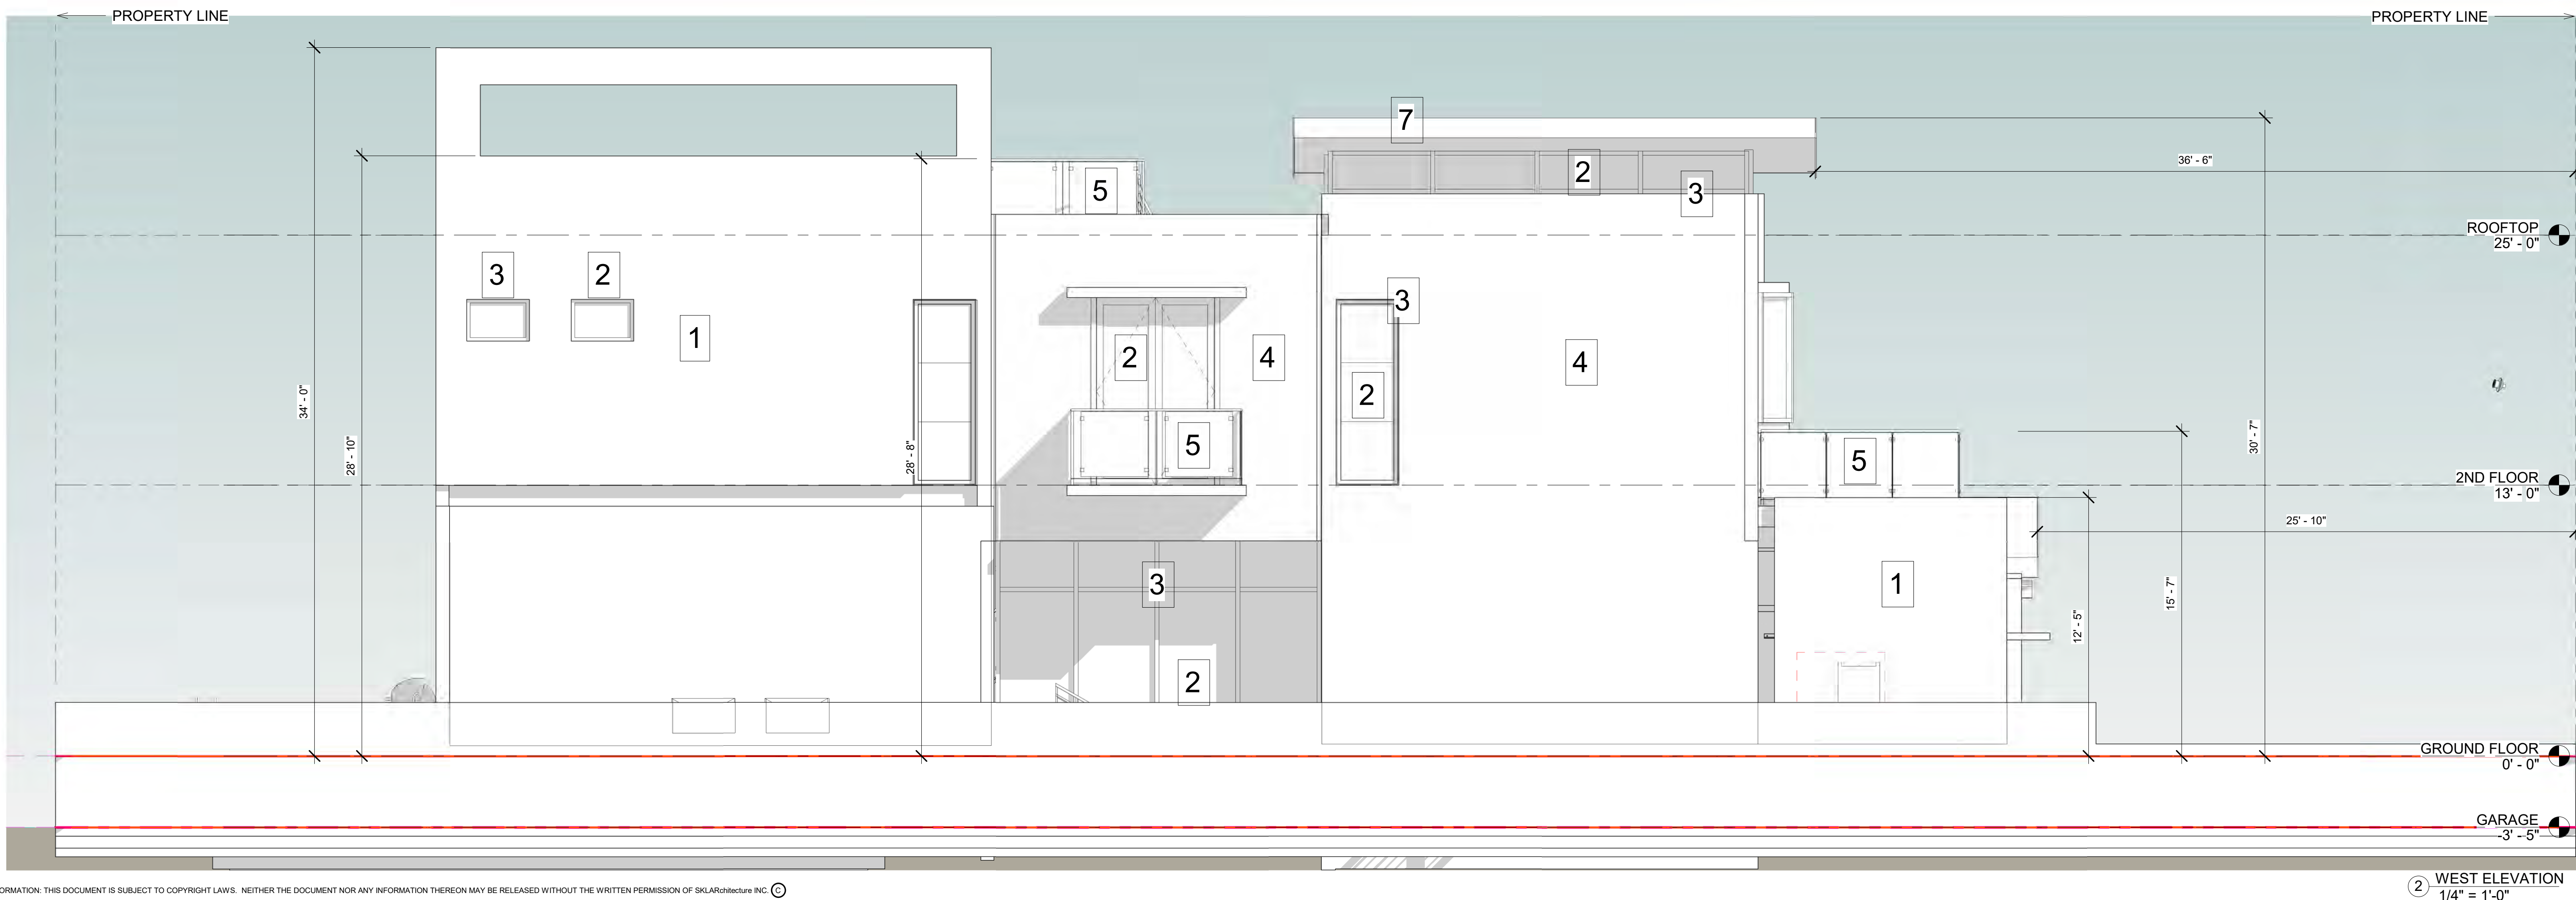 PROPERTY LINE
PROPERTY LINE
7
36' - 6"
2
5
3
ROOFTOP
25' - 0"
3
2
3
1
2
4
4
2
34' - 0"
28' - 10"
28' - 8"
5
30' - 7"
5
2ND FLOOR
13' - 0"
25' - 10"
3
1
15' - 7"
12' - 5"
2
GROUND FLOOR
0' - 0"
GARAGE
-3' - 5"
ORMATION: THIS DOCUMENT IS SUBJECT TO COPYRIGHT LAWS. NEITHER THE DOCUMENT NOR ANY INFORMATION THEREON MAY BE RELEASED WITHOUT THE WRITTEN PERMISSION OF SKLARchitecture INC. C
2 WEST ELEVATION
1/4" = 1'-0"